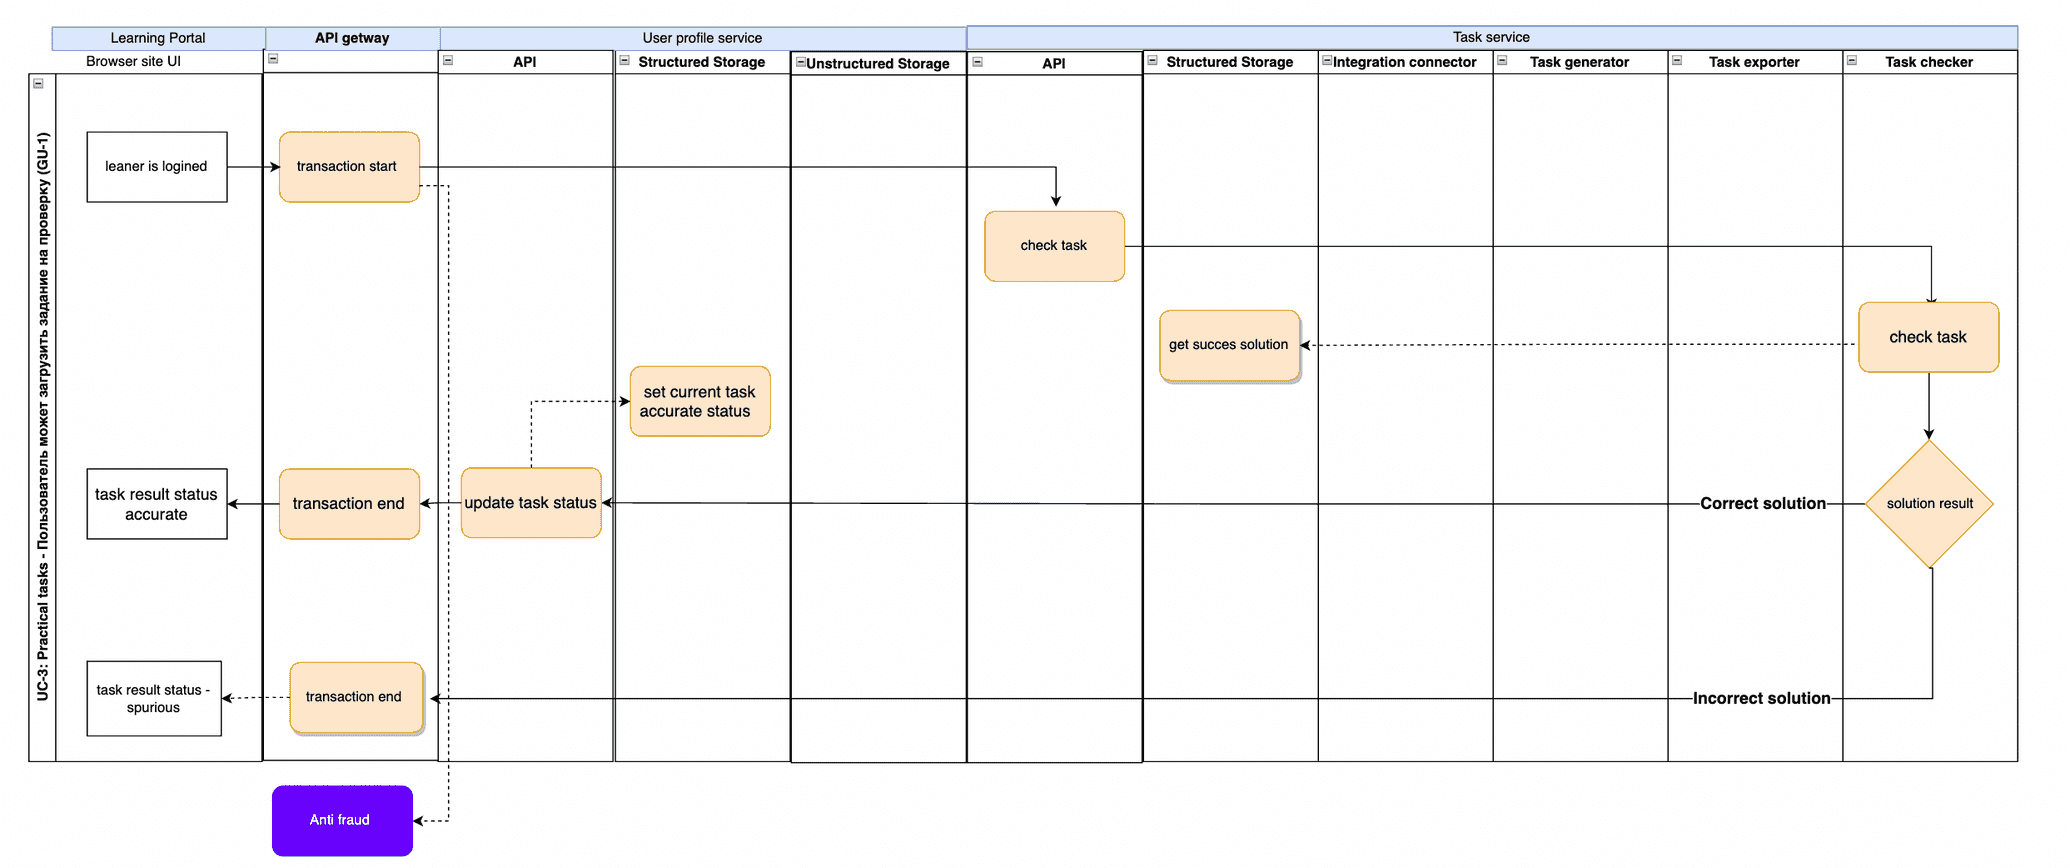 Learning Portal
API getway
User profile service
Task service
Browser site UI
API
Structured Storage
Unstructured Storage
API
Structured Storage
Integration connector
Task generator
Task exporter
Task checker
UC-3: Practical tasks - Пользователь может загрузить задание на проверку (GU-1)
leaner is logined
transaction start
check task
get succes solution
check task
set current task
accurate status
task result status
accurate
transaction end
update task status
Correct solution
solution result
task result status -
spurious
transaction end
Incorrect solution
Anti fraud